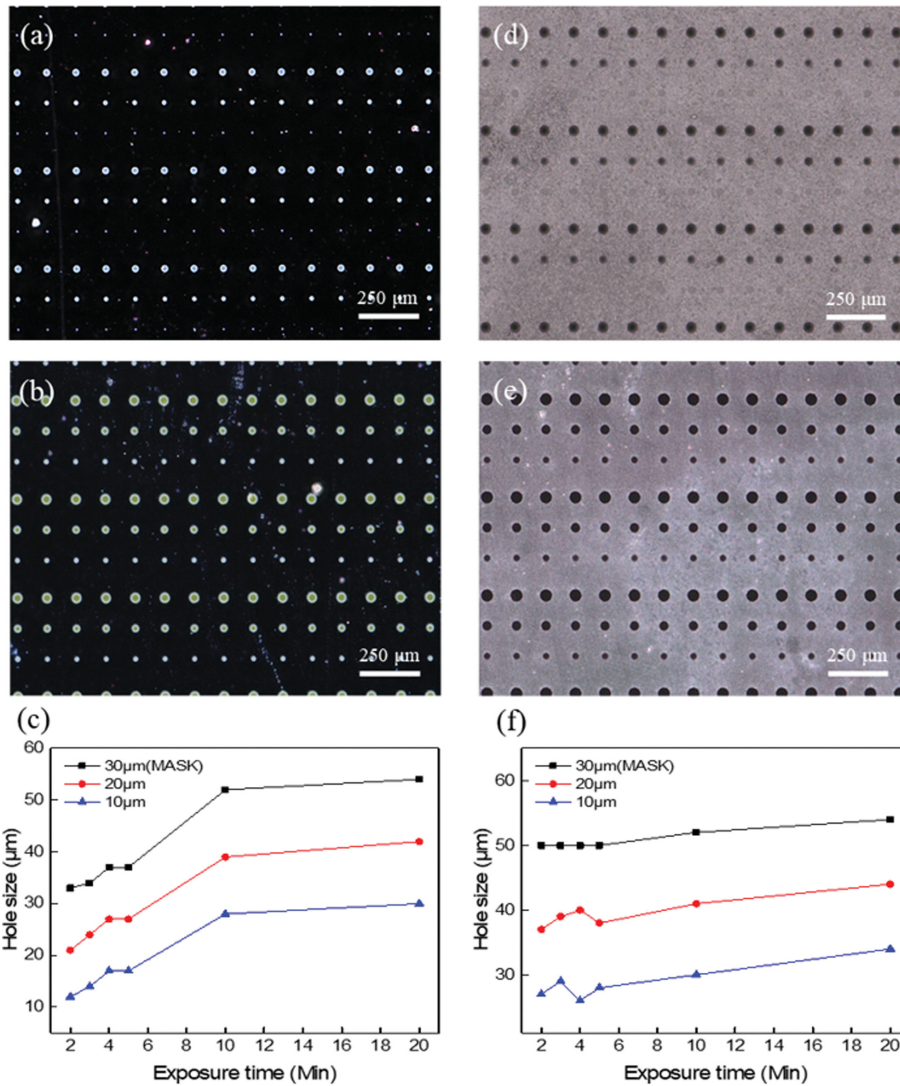 (a)
250 μm
(d)
250 μm
(b)
250 μm
(e)
250 μm
(c)
60
50
40
30
20
10
30μm(MASK)
20μm
10μm
Hole size (μm)
2 4 6 8 10 12 14 16 18 20
Exposure time (Min)
(f)
60
50
40
30
30μm(MASK)
20μm
10μm
Hole size (μm)
2 4 6 8 10 12 14 16 18 20
Exposure time (Min)